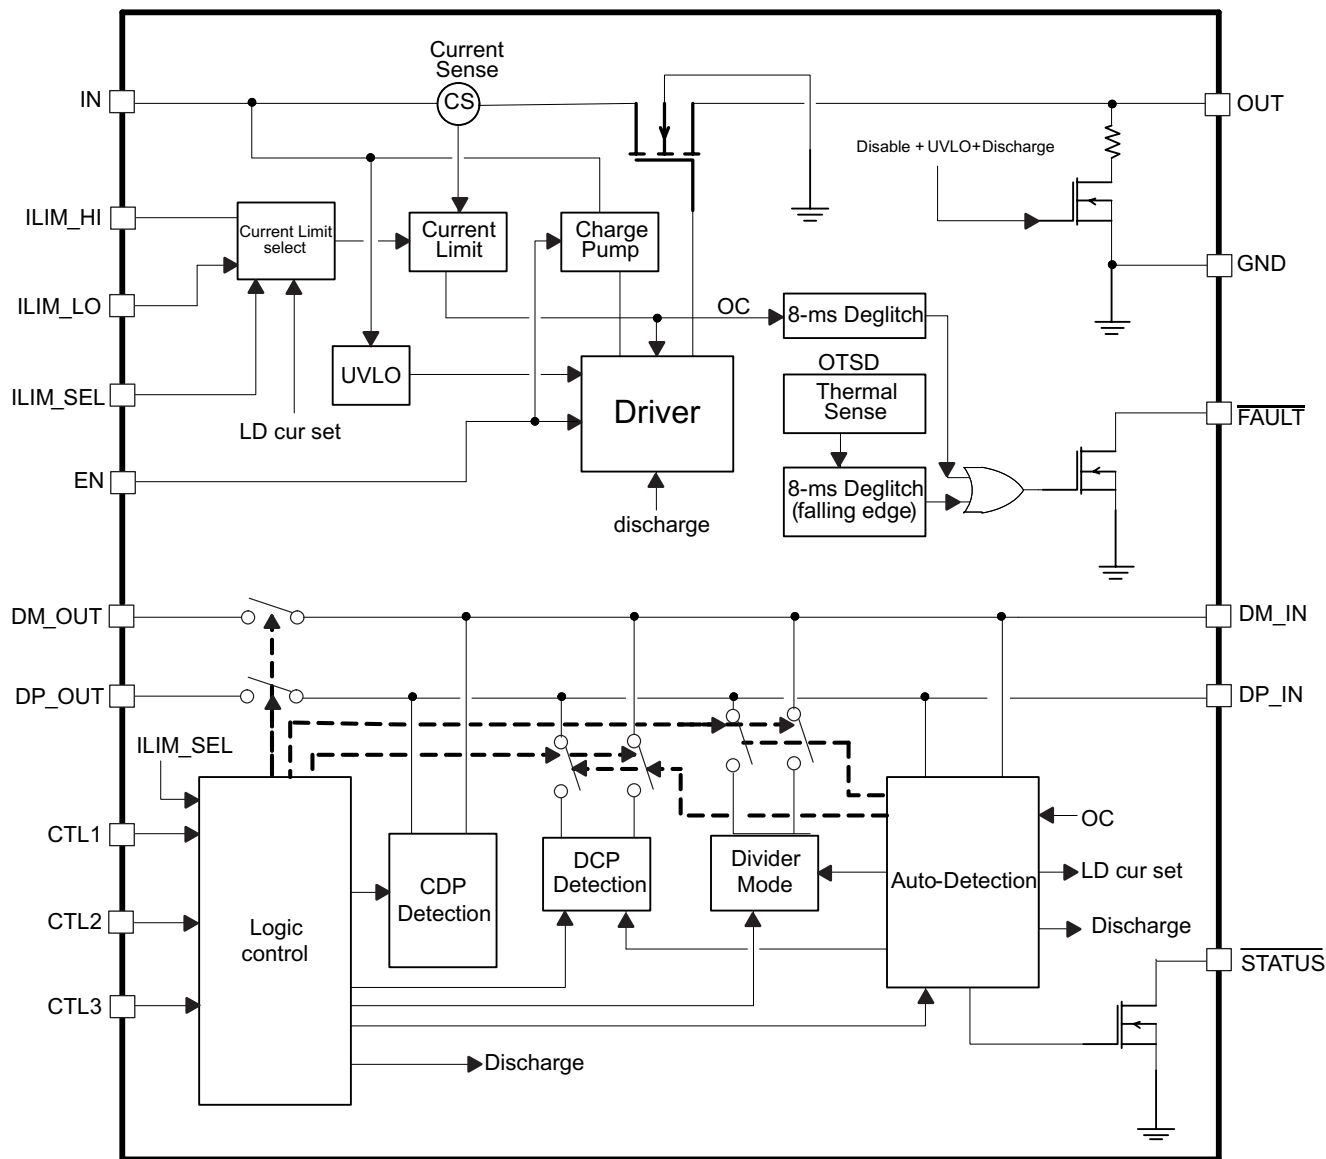 Current
Sense
IN
CS
OUT
Disable + UVLO+Discharge
ILIM_HI
Current Limit
select
Current
Limit
Charge
Pump
GND
ILIM_LO
OC
8-ms Deglitch
UVLO
OTSD
Thermal
Sense
ILIM_SEL
LD cur set
Driver
FAULT
EN
8-ms Deglitch
(falling edge)
discharge
DM_OUT
DM_IN
DP_OUT
DP_IN
ILIM_SEL
CTL1
OC
CDP
Detection
DCP
Detection
Divider
Mode
Auto-Detection
LD cur set
CTL2
Logic
control
Discharge
STATUS
CTL3
Discharge